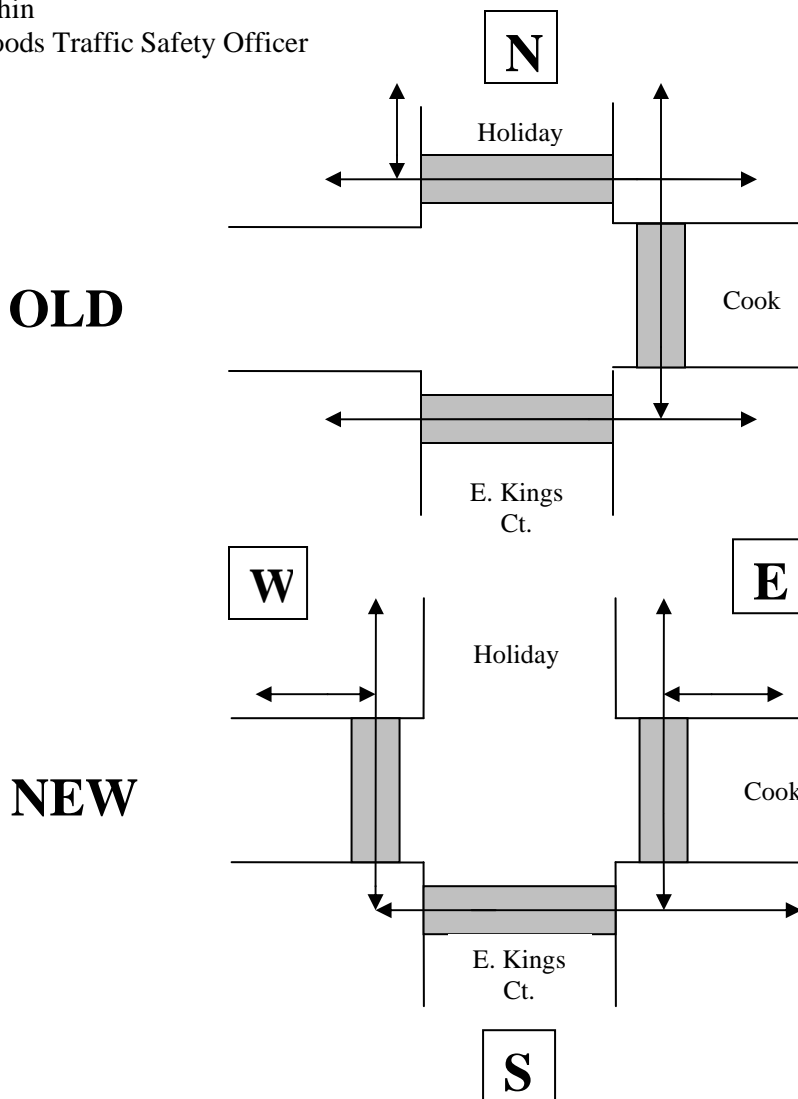 hin
oods Traffic Safety Officer
N
Holiday
OLD
Cook
E. Kings
Ct.
W
E
Holiday
NEW
Cook
E. Kings
Ct.
S